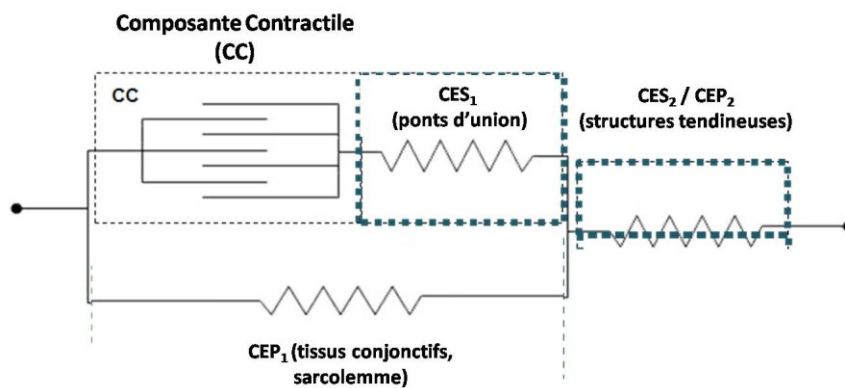 Composante Contractile
(CC)
CC
CES₁
(ponts d'union)
CES₂ / CEP₂
(structures tendineuses)
CEP₁ (tissus conjonctifs,
sarcolemme)